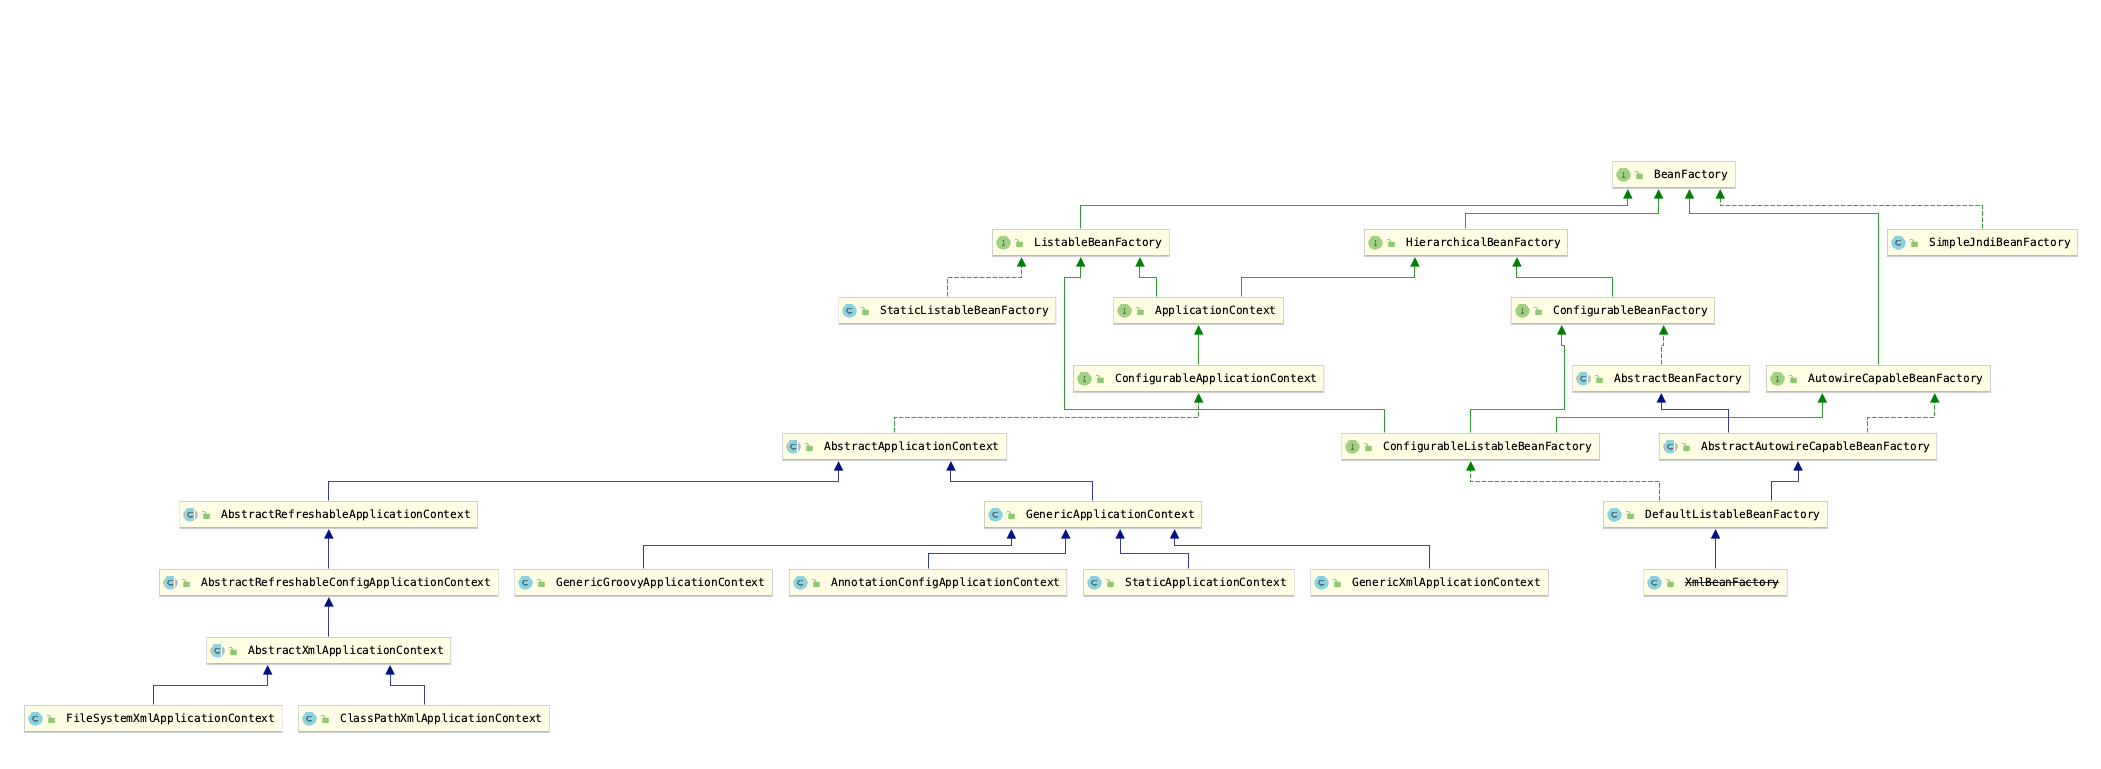 BeanFactory
ListableBeanFactory
HierarchicalBeanFactory
SimpleJndiBeanFactory
StaticListableBeanFactory
ApplicationContext
ConfigurableBeanFactory
ConfigurableApplicationContext
AbstractBeanFactory
AutowireCapableBeanFactory
AbstractApplicationContext
ConfigurableListableBeanFactory
AbstractAutowireCapableBeanFactory
AbstractRefreshableApplicationContext
GenericApplicationContext
DefaultListableBeanFactory
AbstractRefreshableConfigApplicationContext
GenericGroovyApplicationContext
AnnotationConfigApplicationContext
StaticApplicationContext
GenericXmlApplicationContext
XmlBeanFactory
AbstractXmlApplicationContext
FileSystemXmlApplicationContext
ClassPathXmlApplicationContext